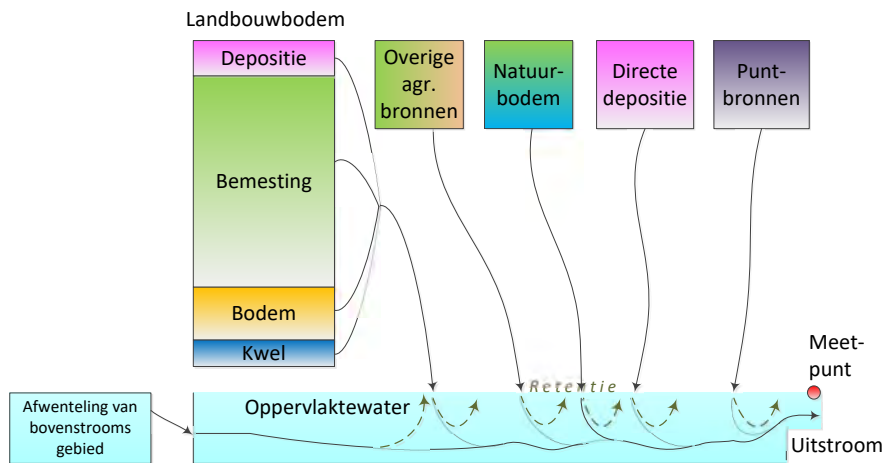 Landbouwbodem
Depositie
Bemesting
Bodem
Kwel
Overige
agr.
bronnen
Natuur-
bodem
Directe
depositie
Punt-
bronnen
Meet-
punt
Retentie
Afwenteling van
bovenstrooms
gebied
Oppervlaktewater
Uitstroom